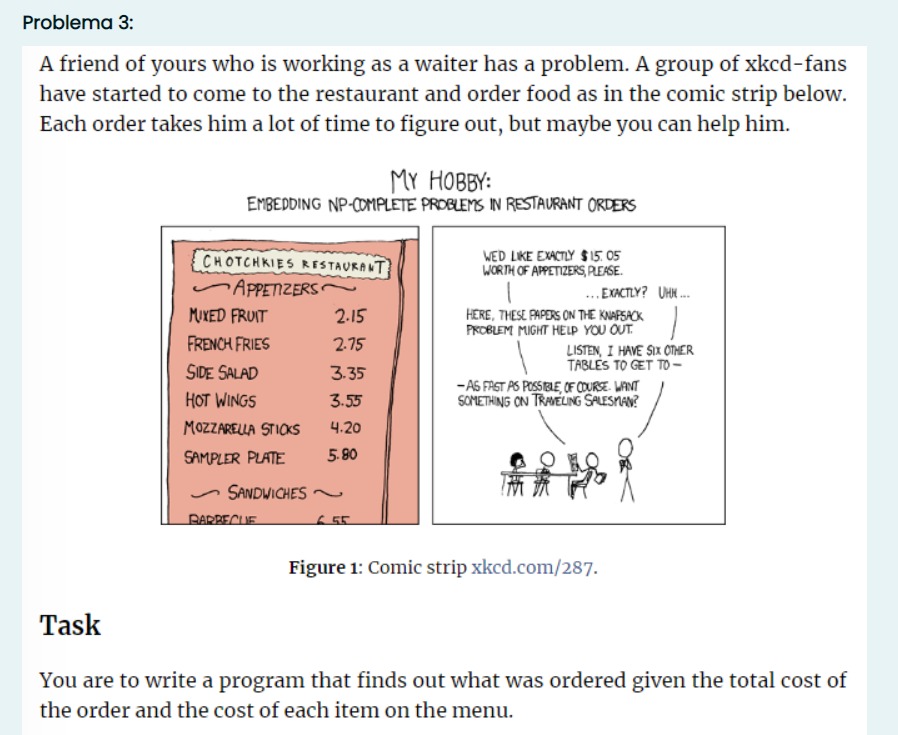 Problema 3:
A friend of yours who is working as a waiter has a problem. A group of xkcd-fans
have started to come to the restaurant and order food as in the comic strip below.
Each order takes him a lot of time to figure out, but maybe you can help him.
MY HOBBY:
EMBEDDING NP-COMPLETE PROBLEMS IN RESTAURANT ORDERS
CHOTCHKIES RESTAURANT
APPETIZERS
MIXED FRUIT 2.15
FRENCH FRIES 2.75
SIDE SALAD 3.35
HOT WINGS 3.55
MOZZARELLA STICKS 4.20
SAMPLER PLATE 5.80
SANDWICHES
BARBECUE 6.55
WE'D LIKE EXACTLY $15.05
WORTH OF APPETIZERS, PLEASE.
...EXACTLY? UHH...
HERE, THESE PAPERS ON THE KNAPSACK
PROBLEM MIGHT HELP YOU OUT.
LISTEN, I HAVE SIX OTHER
TABLES TO GET TO —
— AS FAST AS POSSIBLE, OF COURSE. WANT
SOMETHING ON TRAVELING SALESMAN?
Figure 1: Comic strip xkcd.com/287.
Task
You are to write a program that finds out what was ordered given the total cost of
the order and the cost of each item on the menu.